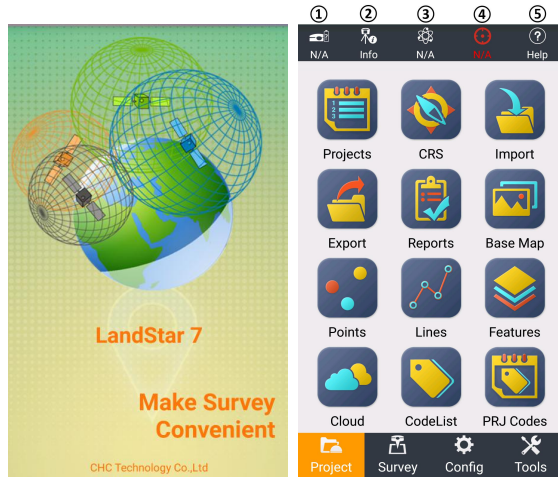 LandStar 7
Make Survey
Convenient
CHC Technology Co.,Ltd
① ② ③ ④ ⑤
N/A Info N/A N/A Help
Projects CRS Import
Export Reports Base Map
Points Lines Features
Cloud CodeList PRJ Codes
Project Survey Config Tools